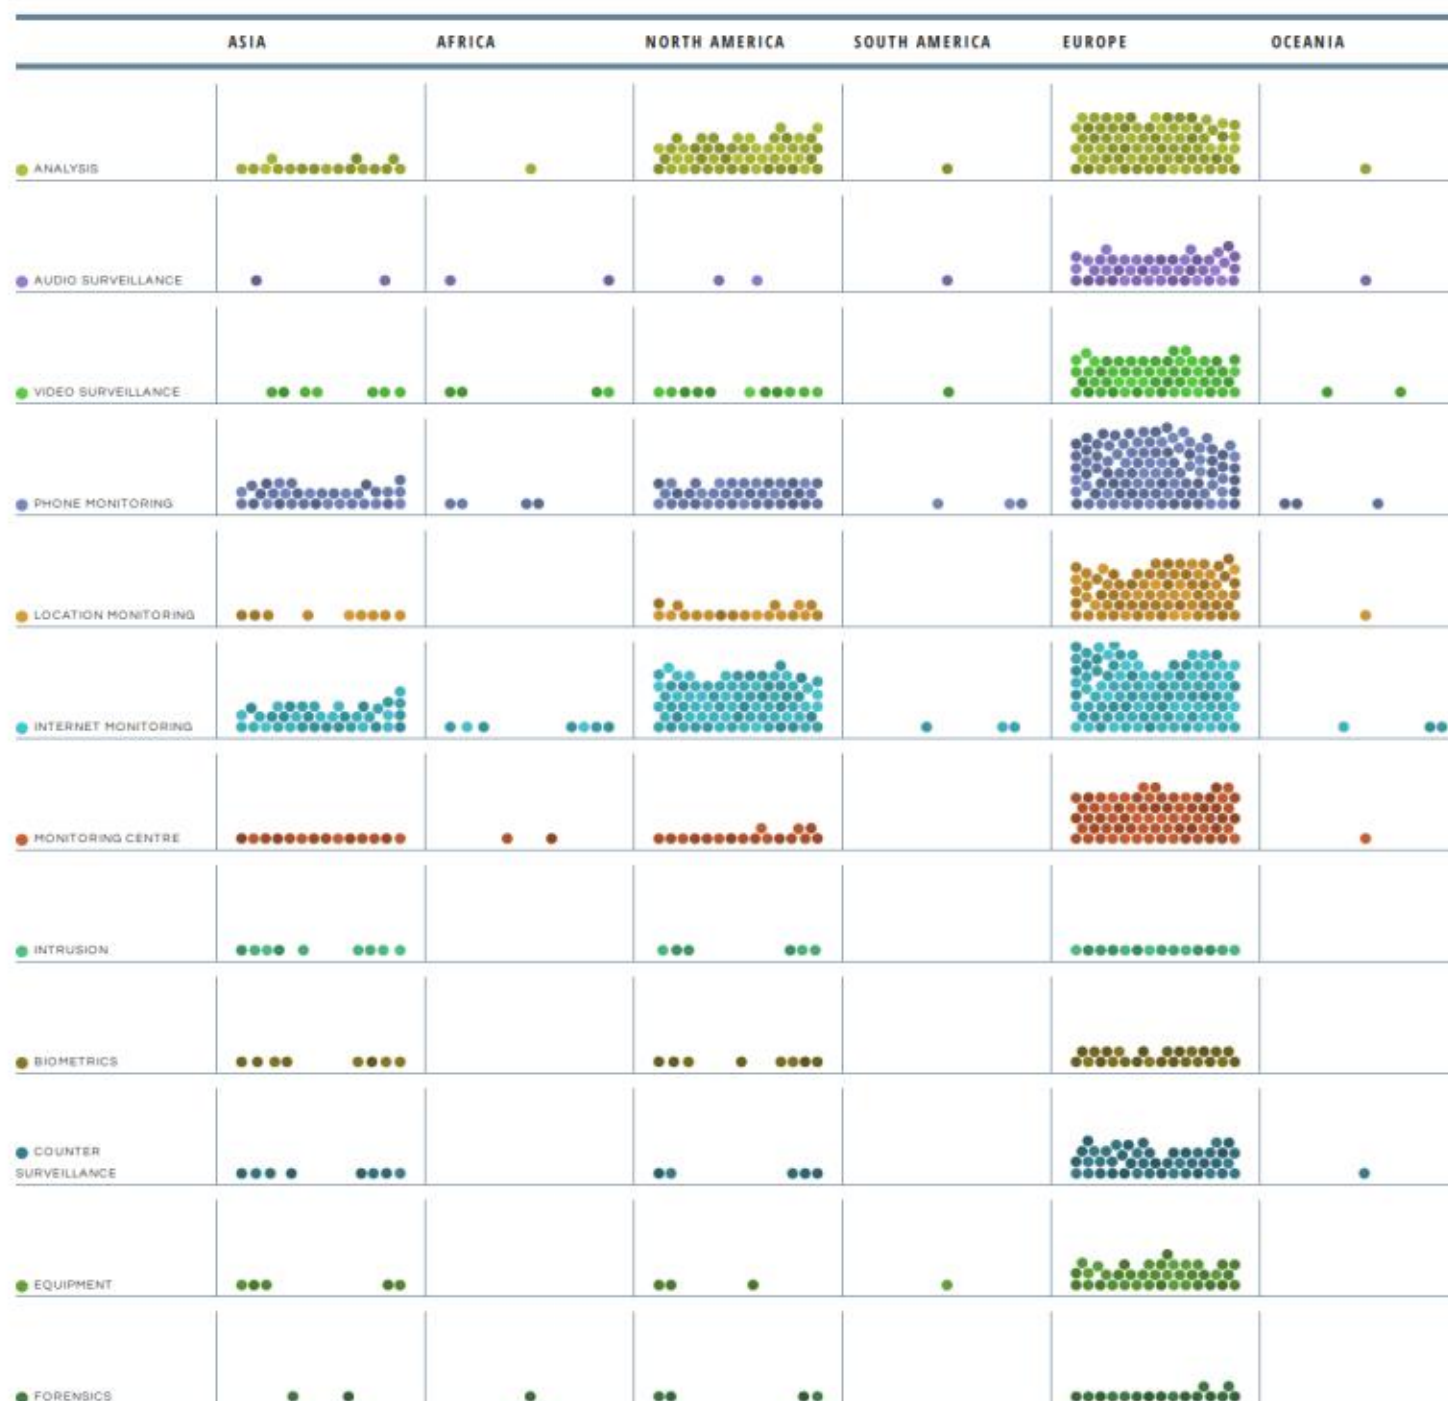 ASIA AFRICA NORTH AMERICA SOUTH AMERICA EUROPE OCEANIA
ANALYSIS
AUDIO SURVEILLANCE
VIDEO SURVEILLANCE
PHONE MONITORING
LOCATION MONITORING
INTERNET MONITORING
MONITORING CENTRE
INTRUSION
BIOMETRICS
COUNTER
SURVEILLANCE
EQUIPMENT
FORENSICS